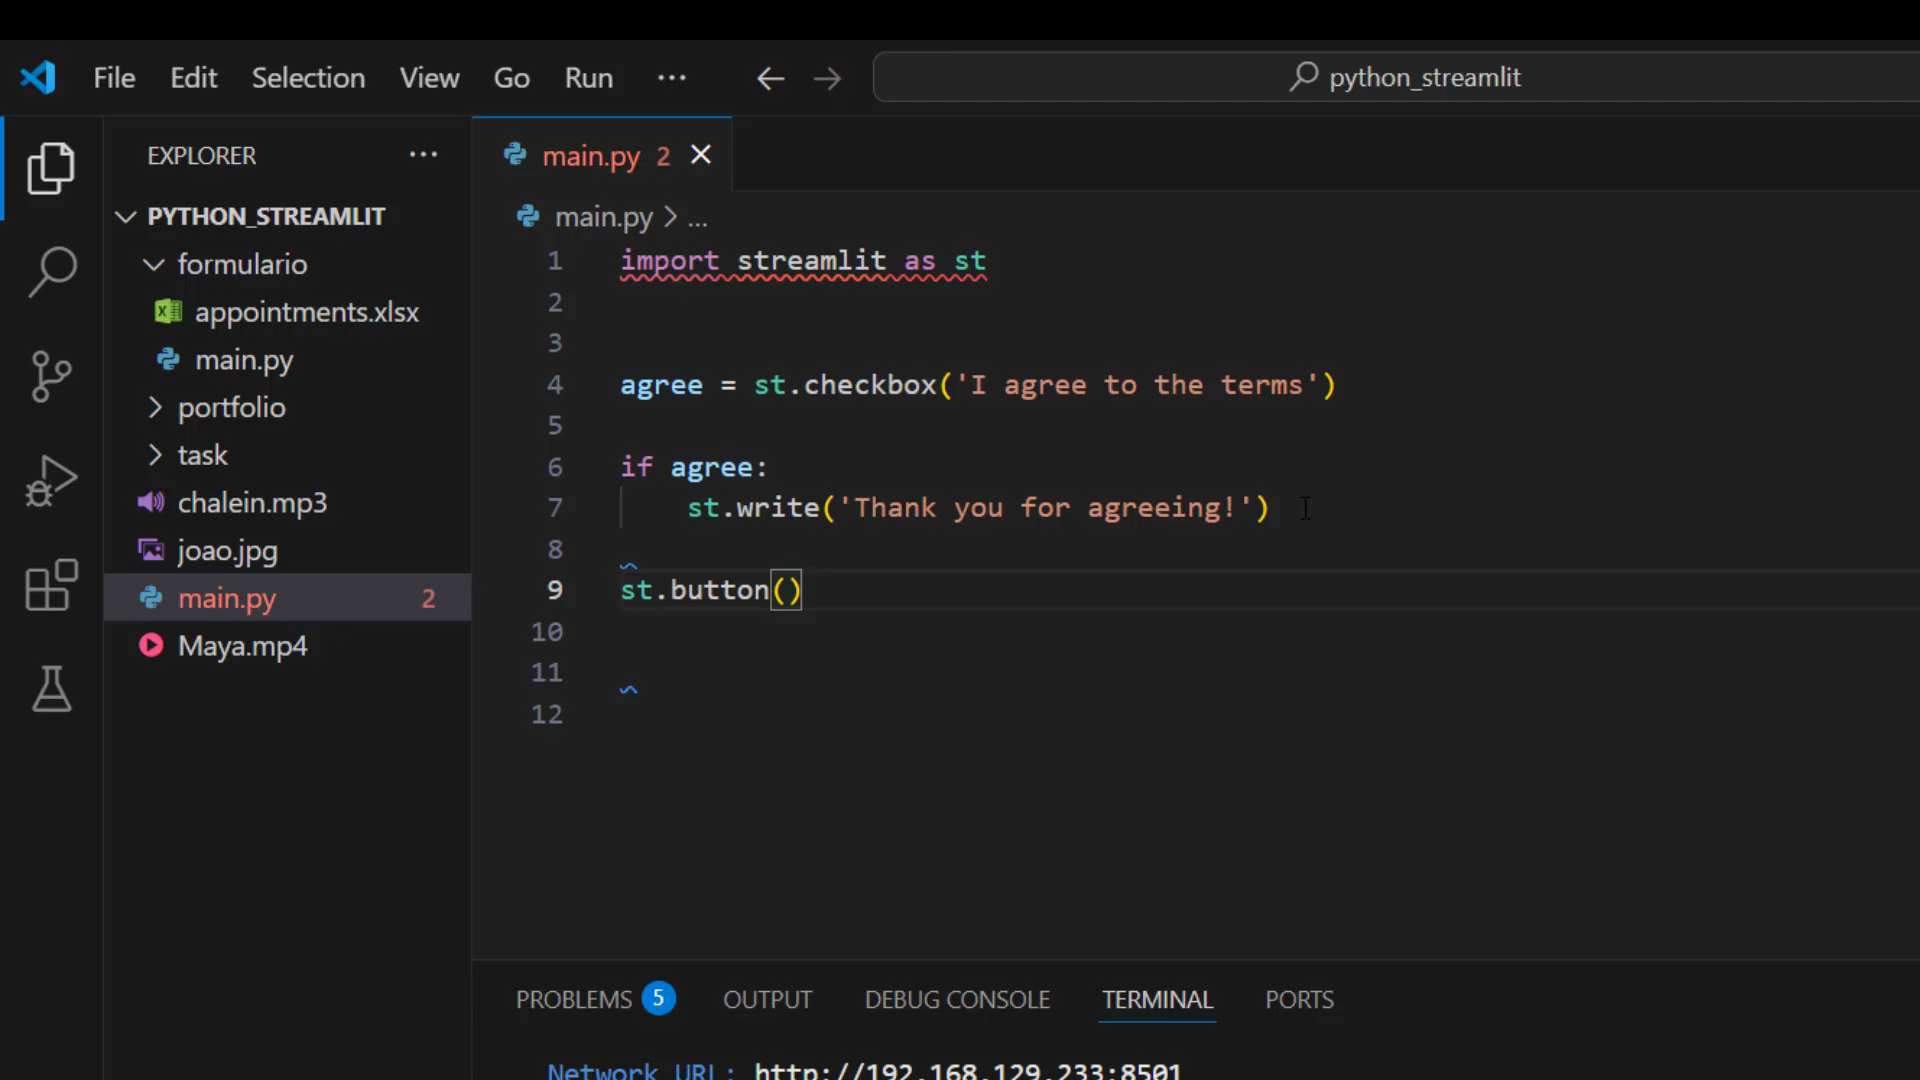 File Edit Selection View Go Run ··· python_streamlit
EXPLORER ···
PYTHON_STREAMLIT
formulario
appointments.xlsx
main.py
portfolio
task
chalein.mp3
joao.jpg
main.py 2
Maya.mp4
main.py 2
main.py > ...
1 import streamlit as st
2
3
4 agree = st.checkbox('I agree to the terms')
5
6 if agree:
7 st.write('Thank you for agreeing!')
8
9 st.button()
10
11
12
PROBLEMS 5 OUTPUT DEBUG CONSOLE TERMINAL PORTS
Network URL: http://192.168.129.233:8501